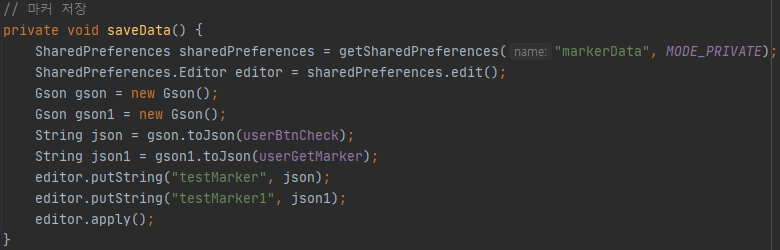 // 마커 저장
private void saveData() {
    SharedPreferences sharedPreferences = getSharedPreferences( name: "markerData", MODE_PRIVATE);
    SharedPreferences.Editor editor = sharedPreferences.edit();
    Gson gson = new Gson();
    Gson gson1 = new Gson();
    String json = gson.toJson(userBtnCheck);
    String json1 = gson1.toJson(userGetMarker);
    editor.putString("testMarker", json);
    editor.putString("testMarker1", json1);
    editor.apply();
}